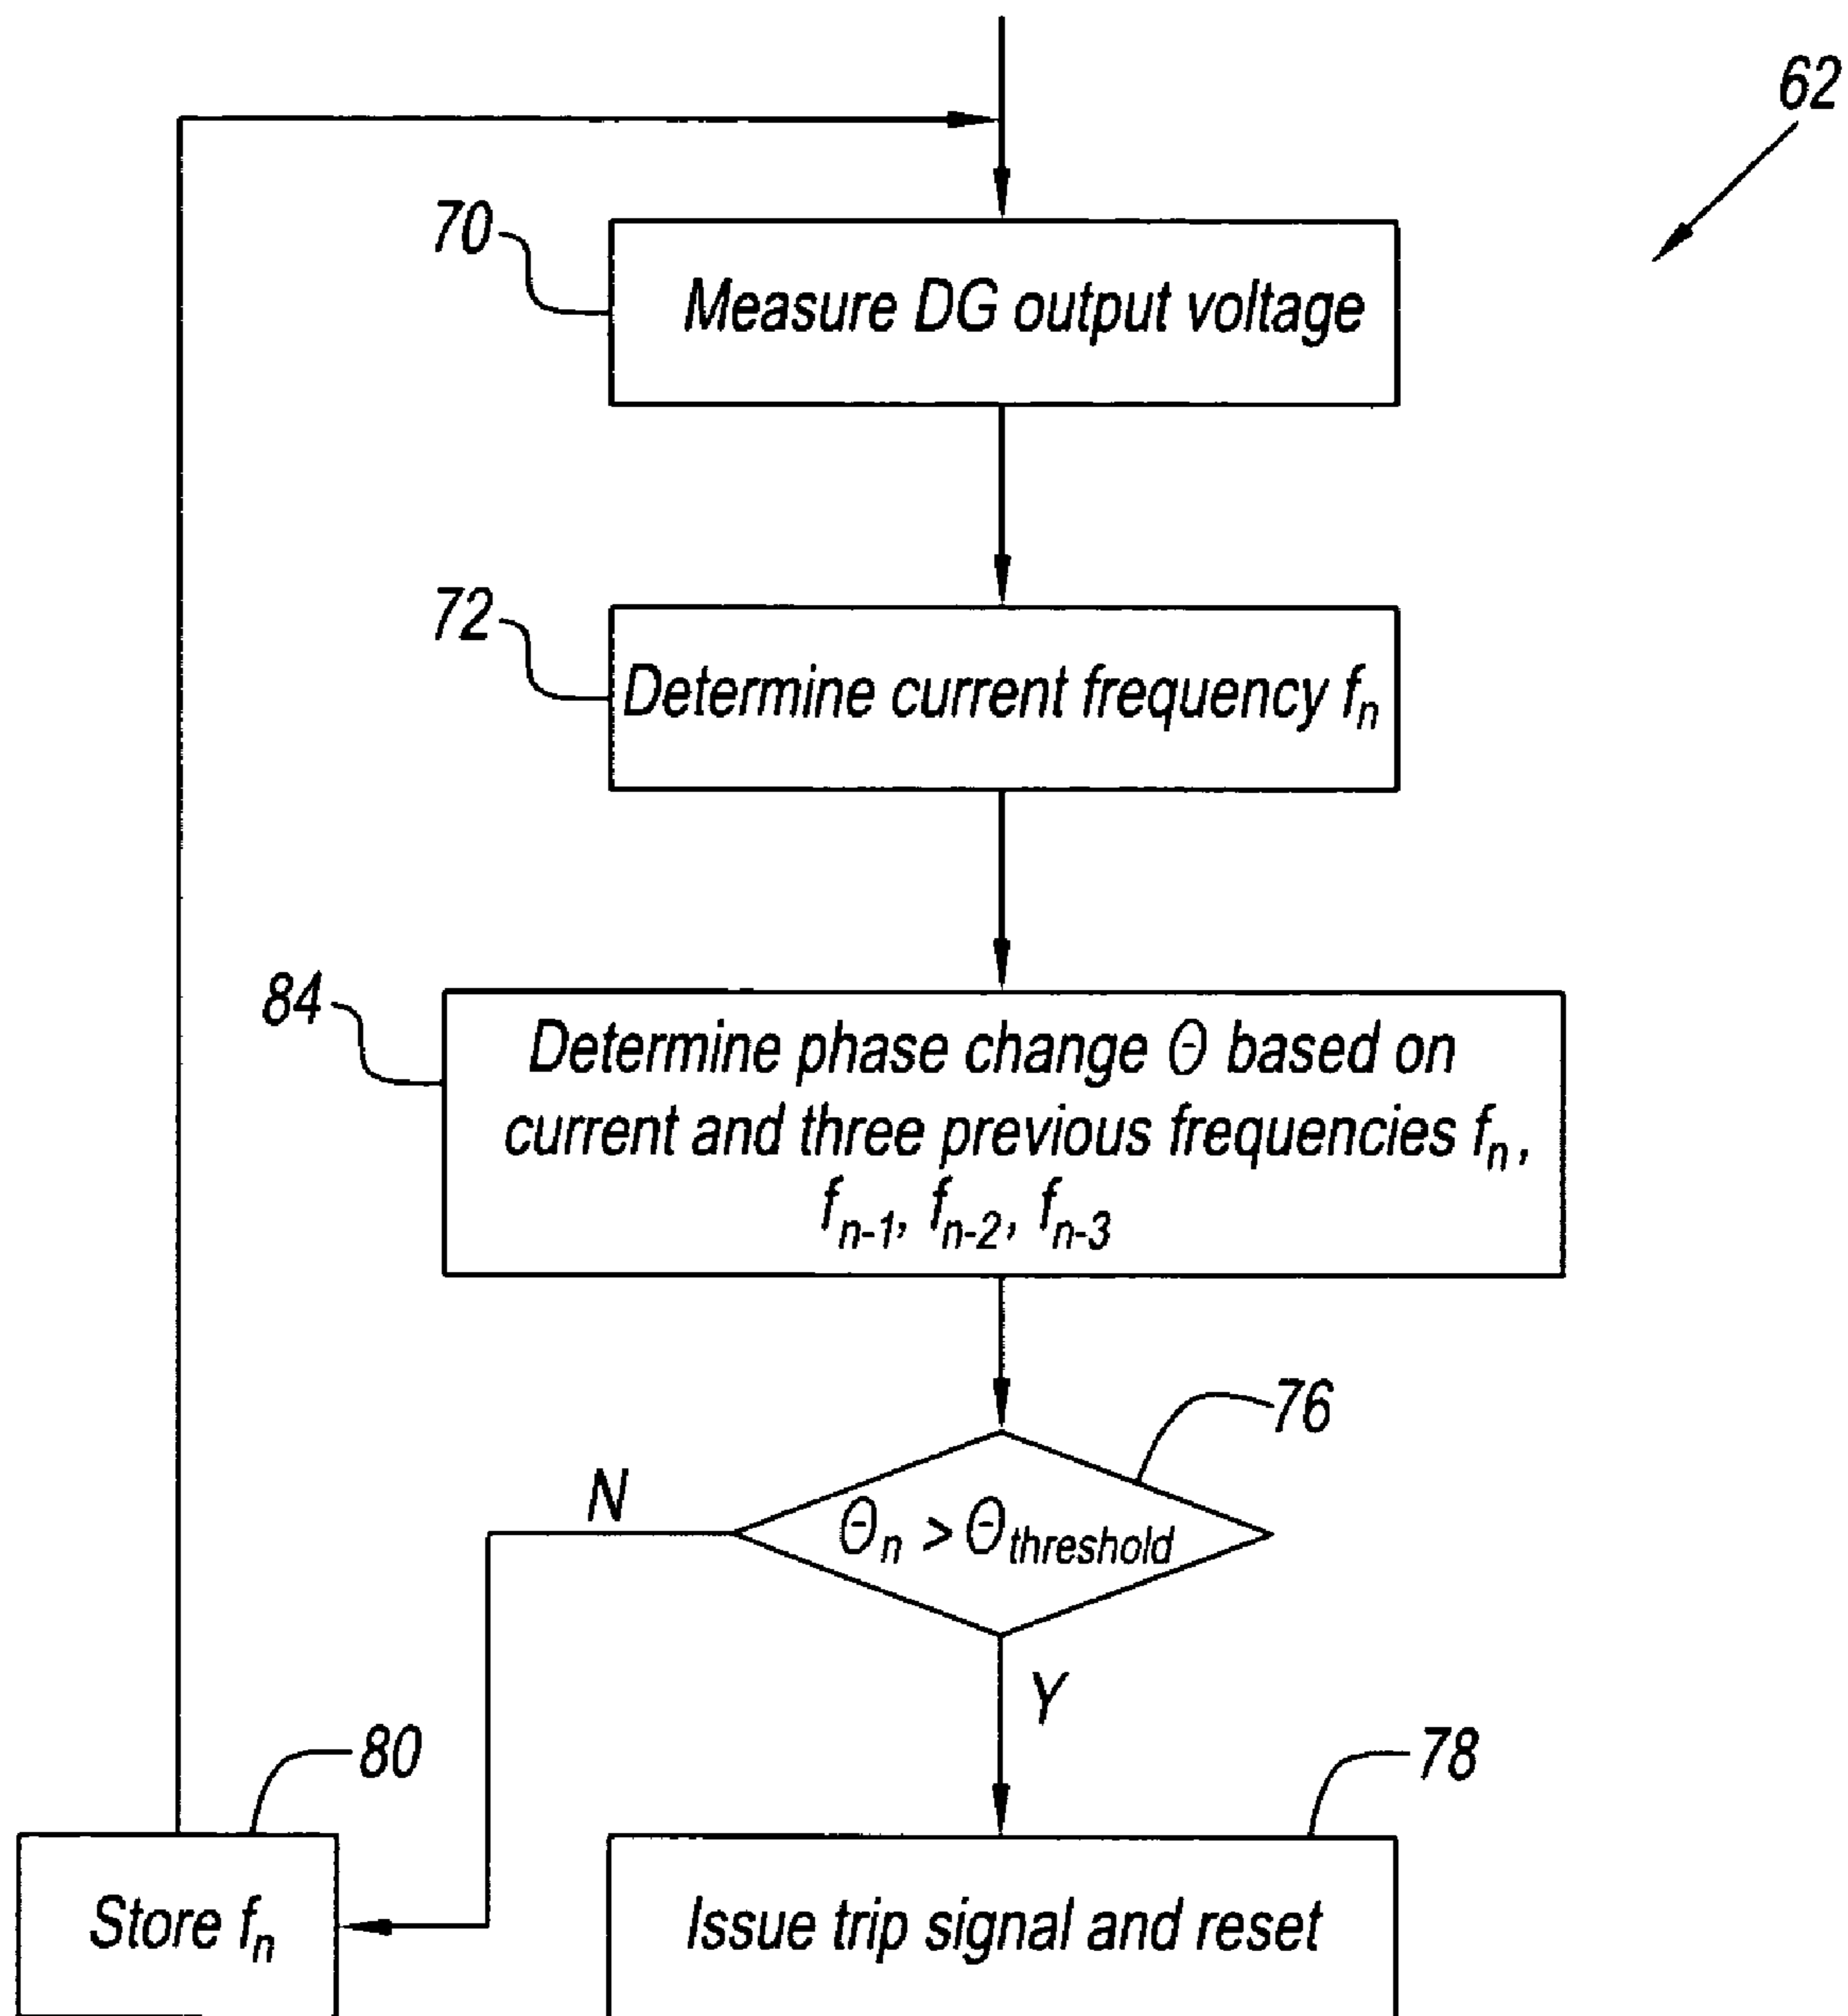 62
70
Measure DG output voltage
72
Determine current frequency fn
84
Determine phase change Θ based on
current and three previous frequencies fn,
fn-1, fn-2, fn-3
76
N
Θn > Θthreshold
Y
80
78
Store fn
Issue trip signal and reset